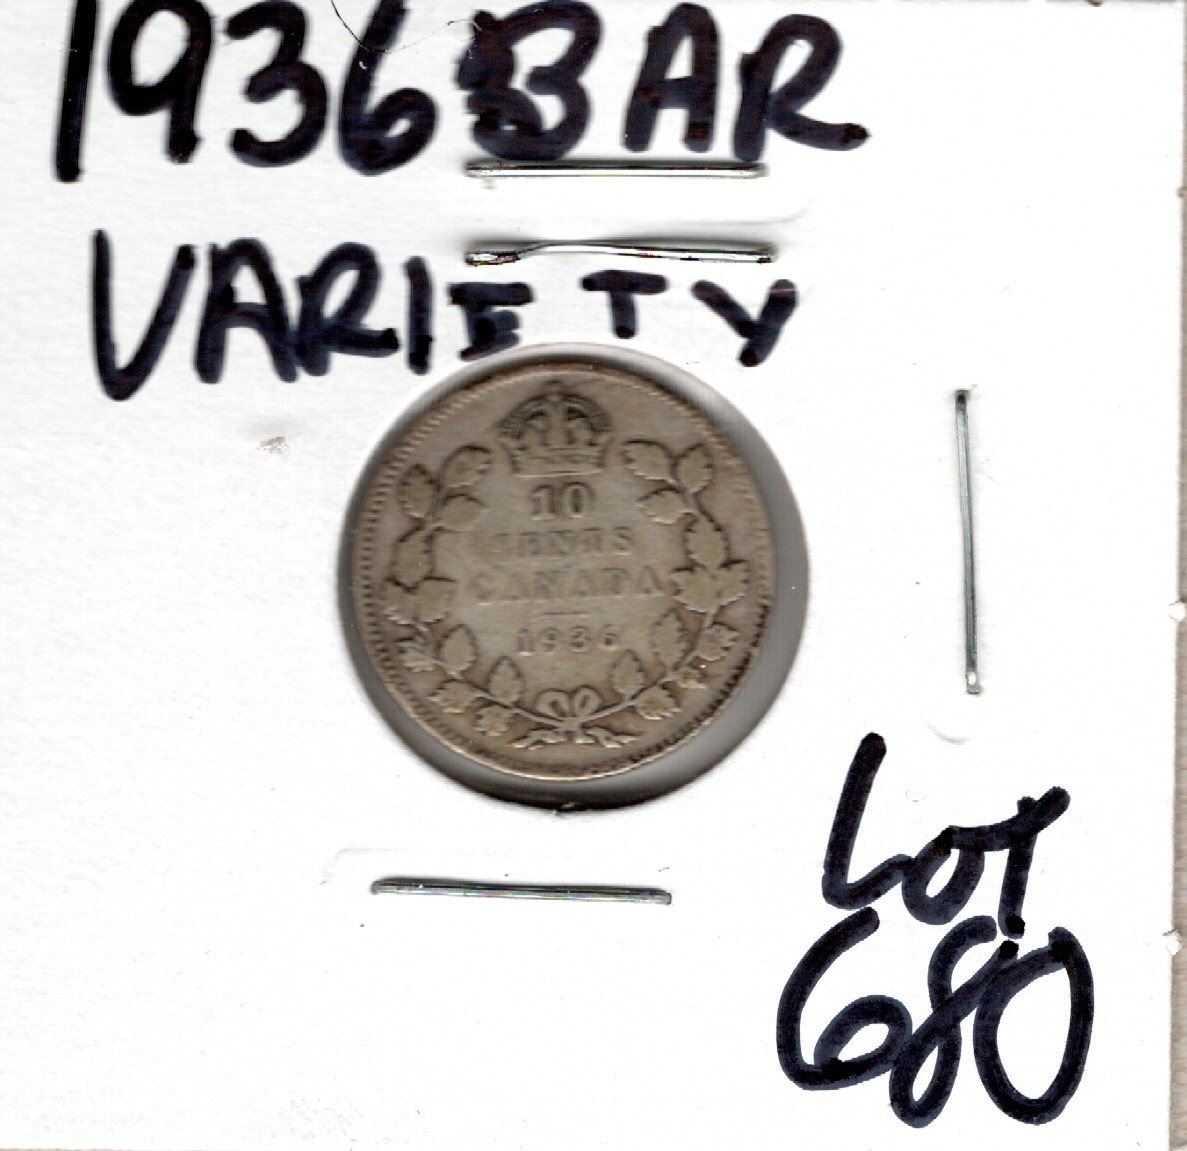 1936 BAR
VARIETY
10
CENTS
CANADA
1936
LOT
680